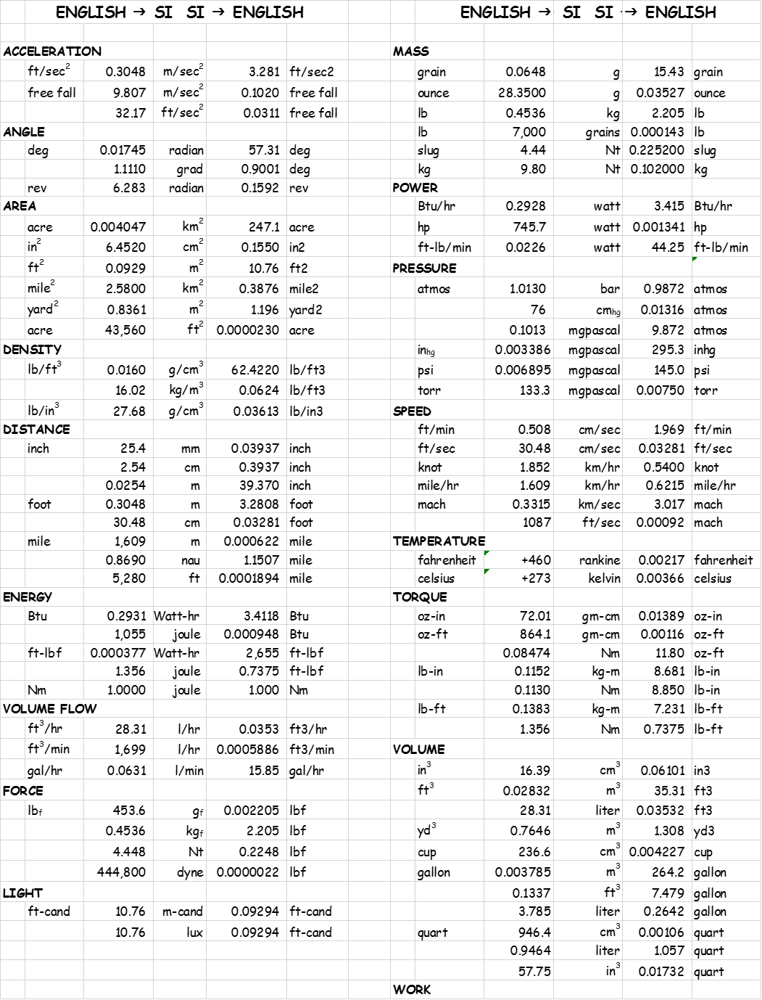 ENGLISH → SI SI → ENGLISH
ACCELERATION
ft/sec² 0.3048 m/sec² 3.281 ft/sec2
free fall 9.807 m/sec² 0.1020 free fall
32.17 ft/sec² 0.0311 free fall
ANGLE
deg 0.01745 radian 57.31 deg
1.1110 grad 0.9001 deg
rev 6.283 radian 0.1592 rev
AREA
acre 0.004047 km² 247.1 acre
in² 6.4520 cm² 0.1550 in2
ft² 0.0929 m² 10.76 ft2
mile² 2.5800 km² 0.3876 mile2
yard² 0.8361 m² 1.196 yard2
acre 43,560 ft² 0.0000230 acre
DENSITY
lb/ft³ 0.0160 g/cm³ 62.4220 lb/ft3
16.02 kg/m³ 0.0624 lb/ft3
lb/in³ 27.68 g/cm³ 0.03613 lb/in3
DISTANCE
inch 25.4 mm 0.03937 inch
2.54 cm 0.3937 inch
0.0254 m 39.370 inch
foot 0.3048 m 3.2808 foot
30.48 cm 0.03281 foot
mile 1,609 m 0.000622 mile
0.8690 nau 1.1507 mile
5,280 ft 0.0001894 mile
ENERGY
Btu 0.2931 Watt-hr 3.4118 Btu
1,055 joule 0.000948 Btu
ft-lbf 0.000377 Watt-hr 2,655 ft-lbf
1.356 joule 0.7375 ft-lbf
Nm 1.0000 joule 1.000 Nm
VOLUME FLOW
ft³/hr 28.31 l/hr 0.0353 ft3/hr
ft³/min 1,699 l/hr 0.0005886 ft3/min
gal/hr 0.0631 l/min 15.85 gal/hr
FORCE
lbf 453.6 gf 0.002205 lbf
0.4536 kgf 2.205 lbf
4.448 Nt 0.2248 lbf
444,800 dyne 0.0000022 lbf
LIGHT
ft-cand 10.76 m-cand 0.09294 ft-cand
10.76 lux 0.09294 ft-cand
ENGLISH → SI SI → ENGLISH
MASS
grain 0.0648 g 15.43 grain
ounce 28.3500 g 0.03527 ounce
lb 0.4536 kg 2.205 lb
lb 7,000 grains 0.000143 lb
slug 4.44 Nt 0.225200 slug
kg 9.80 Nt 0.102000 kg
POWER
Btu/hr 0.2928 watt 3.415 Btu/hr
hp 745.7 watt 0.001341 hp
ft-lb/min 0.0226 watt 44.25 ft-lb/min
PRESSURE
atmos 1.0130 bar 0.9872 atmos
76 cmhg 0.01316 atmos
0.1013 mgpascal 9.872 atmos
inhg 0.003386 mgpascal 295.3 inhg
psi 0.006895 mgpascal 145.0 psi
torr 133.3 mgpascal 0.00750 torr
SPEED
ft/min 0.508 cm/sec 1.969 ft/min
ft/sec 30.48 cm/sec 0.03281 ft/sec
knot 1.852 km/hr 0.5400 knot
mile/hr 1.609 km/hr 0.6215 mile/hr
mach 0.3315 km/sec 3.017 mach
1087 ft/sec 0.00092 mach
TEMPERATURE
fahrenheit +460 rankine 0.00217 fahrenheit
celsius +273 kelvin 0.00366 celsius
TORQUE
oz-in 72.01 gm-cm 0.01389 oz-in
oz-ft 864.1 gm-cm 0.00116 oz-ft
0.08474 Nm 11.80 oz-ft
lb-in 0.1152 kg-m 8.681 lb-in
0.1130 Nm 8.850 lb-in
lb-ft 0.1383 kg-m 7.231 lb-ft
1.356 Nm 0.7375 lb-ft
VOLUME
in³ 16.39 cm³ 0.06101 in3
ft³ 0.02832 m³ 35.31 ft3
28.31 liter 0.03532 ft3
yd³ 0.7646 m³ 1.308 yd3
cup 236.6 cm³ 0.004227 cup
gallon 0.003785 m³ 264.2 gallon
0.1337 ft³ 7.479 gallon
3.785 liter 0.2642 gallon
quart 946.4 cm³ 0.00106 quart
0.9464 liter 1.057 quart
57.75 in³ 0.01732 quart
WORK